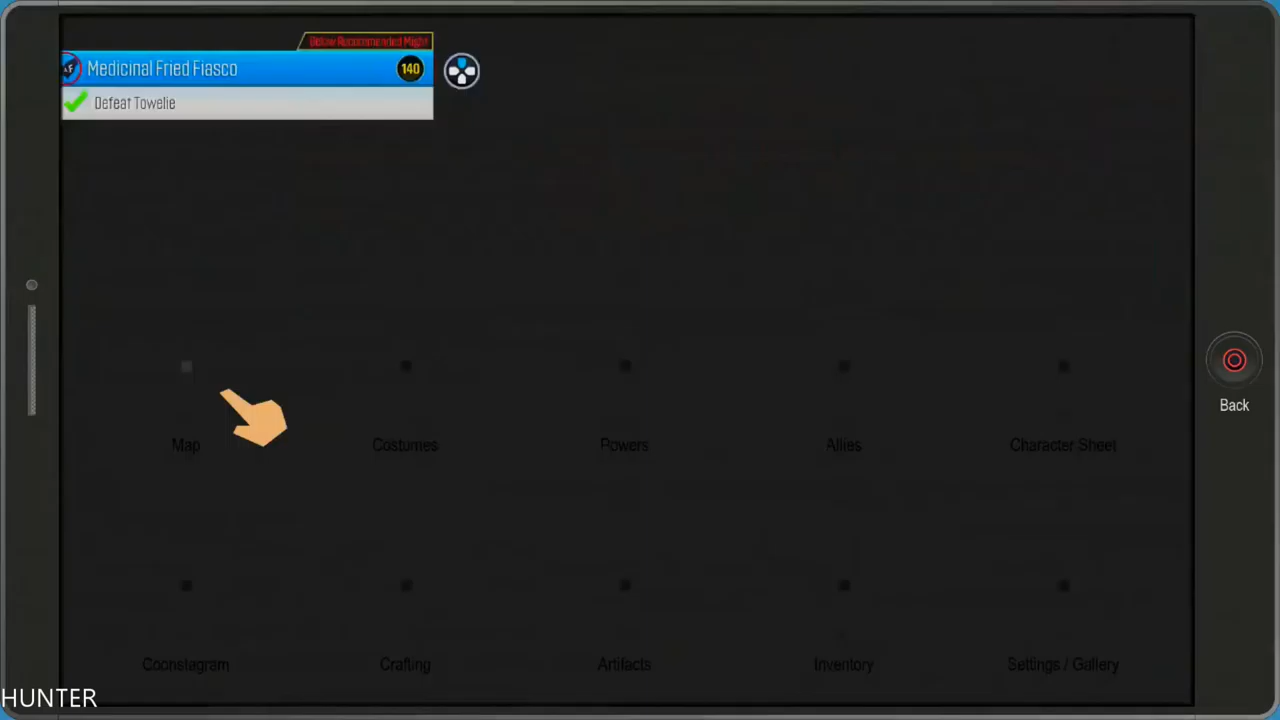 Below Recommended Might
Medicinal Fried Fiasco 140
Defeat Towelie
Back
Map Costumes Powers Allies Character Sheet
Coonstagram Crafting Artifacts Inventory Settings / Gallery
HUNTER